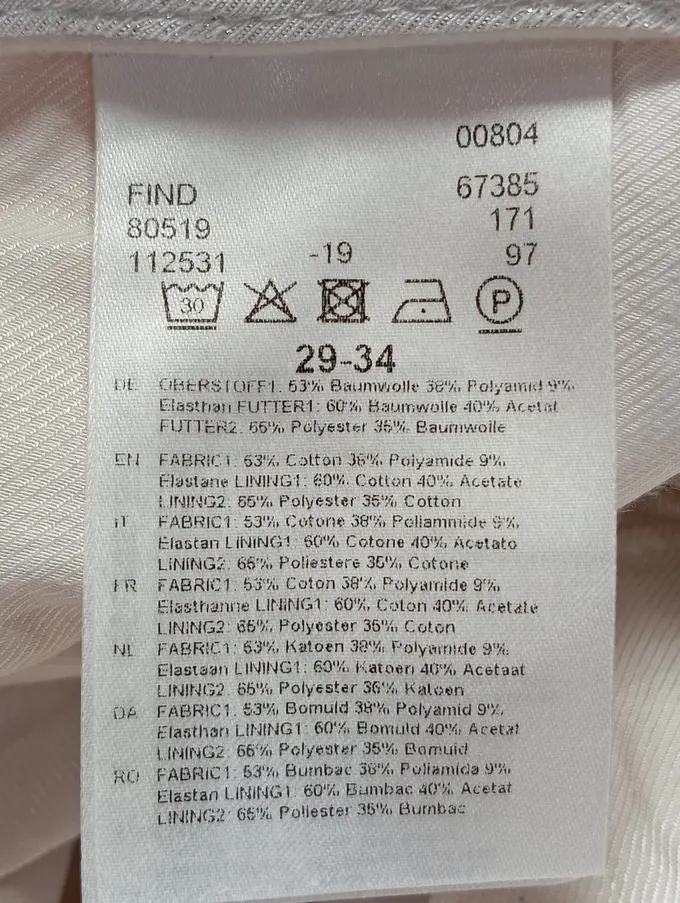 00804
FIND 67385
80519 171
112531 -19 97
30 P
29-34
DE OBERSTOFF1: 53% Baumwolle 38% Polyamid 9%
Elasthan FUTTER1: 60% Baumwolle 40% Acetat
FUTTER2: 65% Polyester 35% Baumwolle
EN FABRIC1: 53% Cotton 38% Polyamide 9%
Elastane LINING1: 60% Cotton 40% Acetate
LINING2: 65% Polyester 35% Cotton
IT FABRIC1: 53% Cotone 38% Poliammide 9%
Elastan LINING1: 60% Cotone 40% Acetato
LINING2: 65% Poliestere 35% Cotone
FR FABRIC1: 53% Coton 38% Polyamide 9%
Elasthanne LINING1: 60% Coton 40% Acetate
LINING2: 65% Polyester 35% Coton
NL FABRIC1: 53% Katoen 38% Polyamide 9%
Elastaan LINING1: 60% Katoen 40% Acetaat
LINING2: 65% Polyester 35% Katoen
DA FABRIC1: 53% Bomuld 38% Polyamid 9%
Elasthan LINING1: 60% Bomuld 40% Acetat
LINING2: 65% Polyester 35% Bomuld
RO FABRIC1: 53% Bumbac 38% Poliamida 9%
Elastan LINING1: 60% Bumbac 40% Acetat
LINING2: 65% Poliester 35% Bumbac